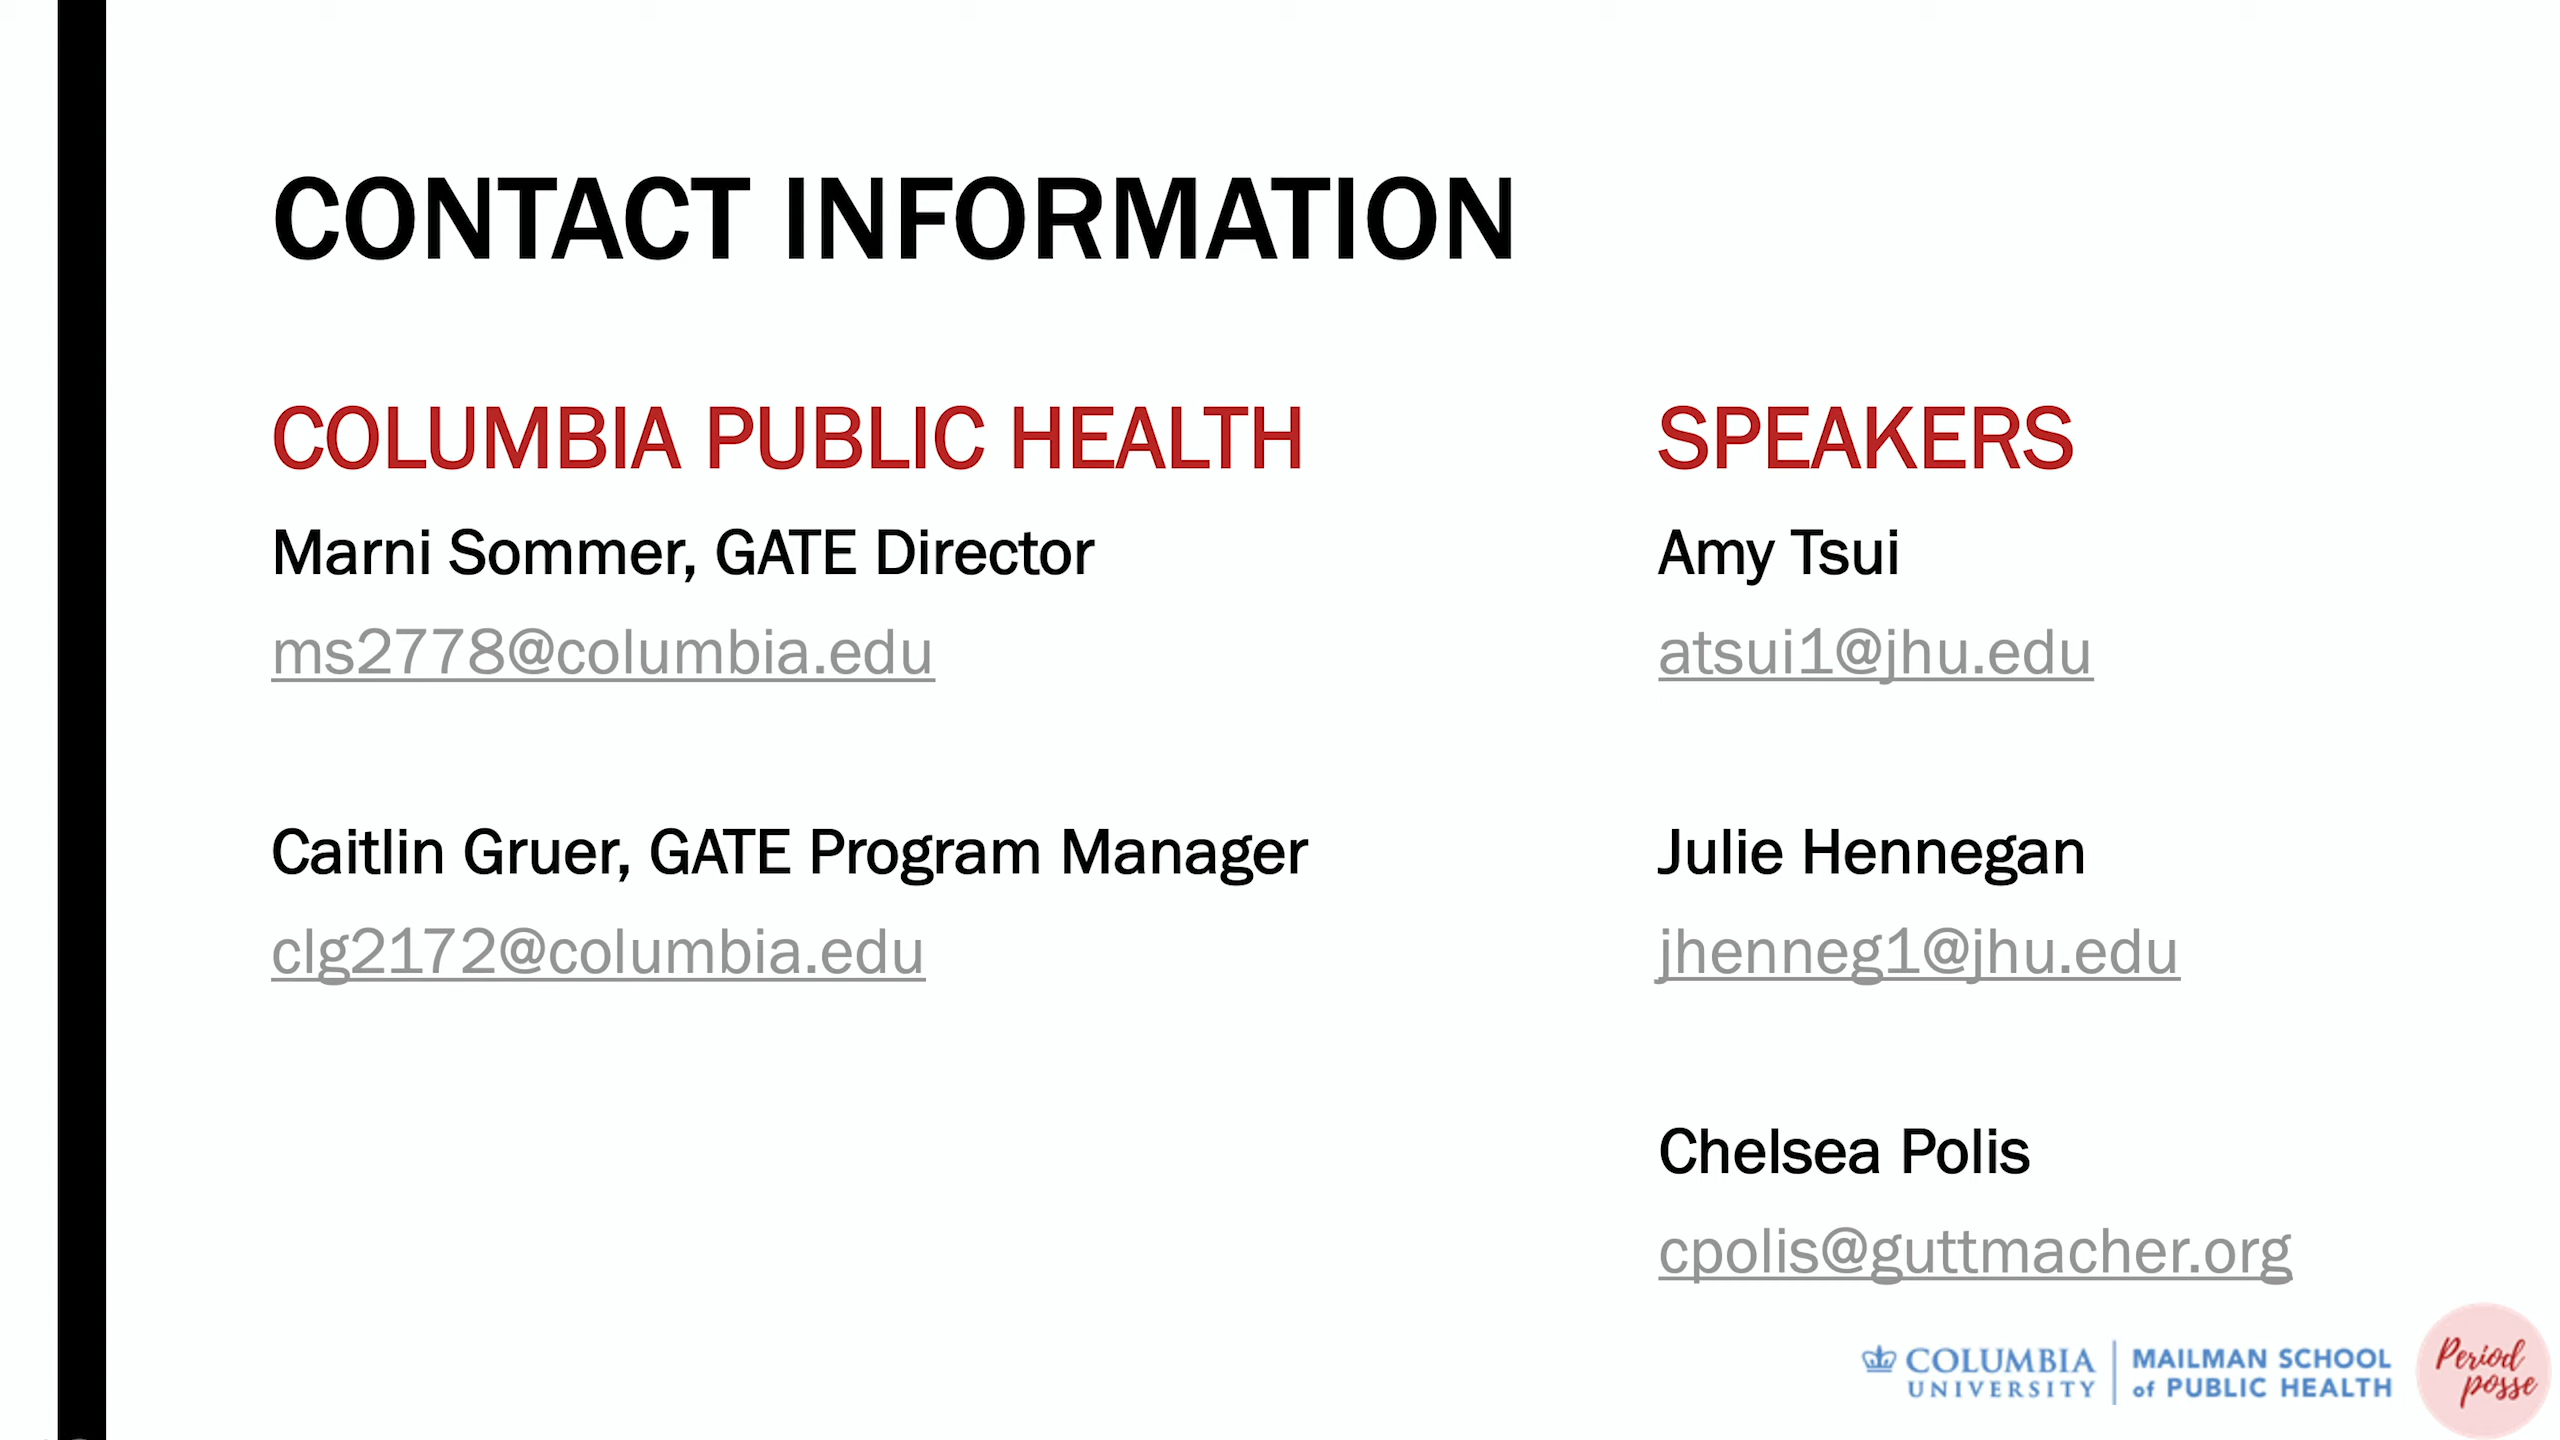 CONTACT INFORMATION
COLUMBIA PUBLIC HEALTH
Marni Sommer, GATE Director
ms2778@columbia.edu
Caitlin Gruer, GATE Program Manager
clg2172@columbia.edu
SPEAKERS
Amy Tsui
atsui1@jhu.edu
Julie Hennegan
jhenneg1@jhu.edu
Chelsea Polis
cpolis@guttmacher.org
COLUMBIA UNIVERSITY
MAILMAN SCHOOL
of PUBLIC HEALTH
Period
posse